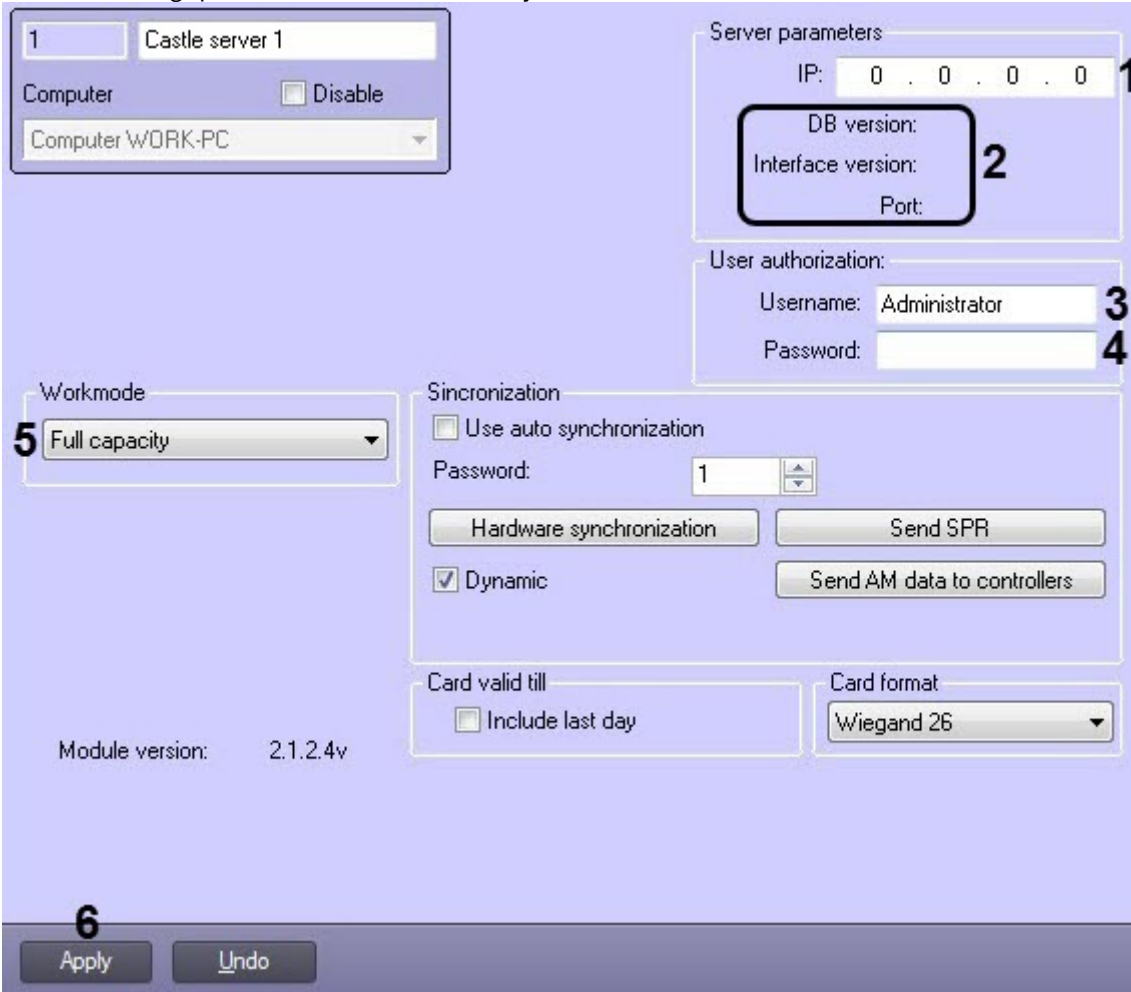 1 Castle server 1
Computer Disable
Computer WORK-PC
Server parameters
IP: 0 . 0 . 0 . 0 1
DB version:
Interface version: 2
Port:
User authorization:
Username: Administrator 3
Password: 4
Workmode
5 Full capacity
Sincronization
Use auto synchronization
Password: 1
Hardware synchronization Send SPR
Dynamic Send AM data to controllers
Card valid till
Include last day
Card format
Wiegand 26
Module version: 2.1.2.4v
6
Apply Undo